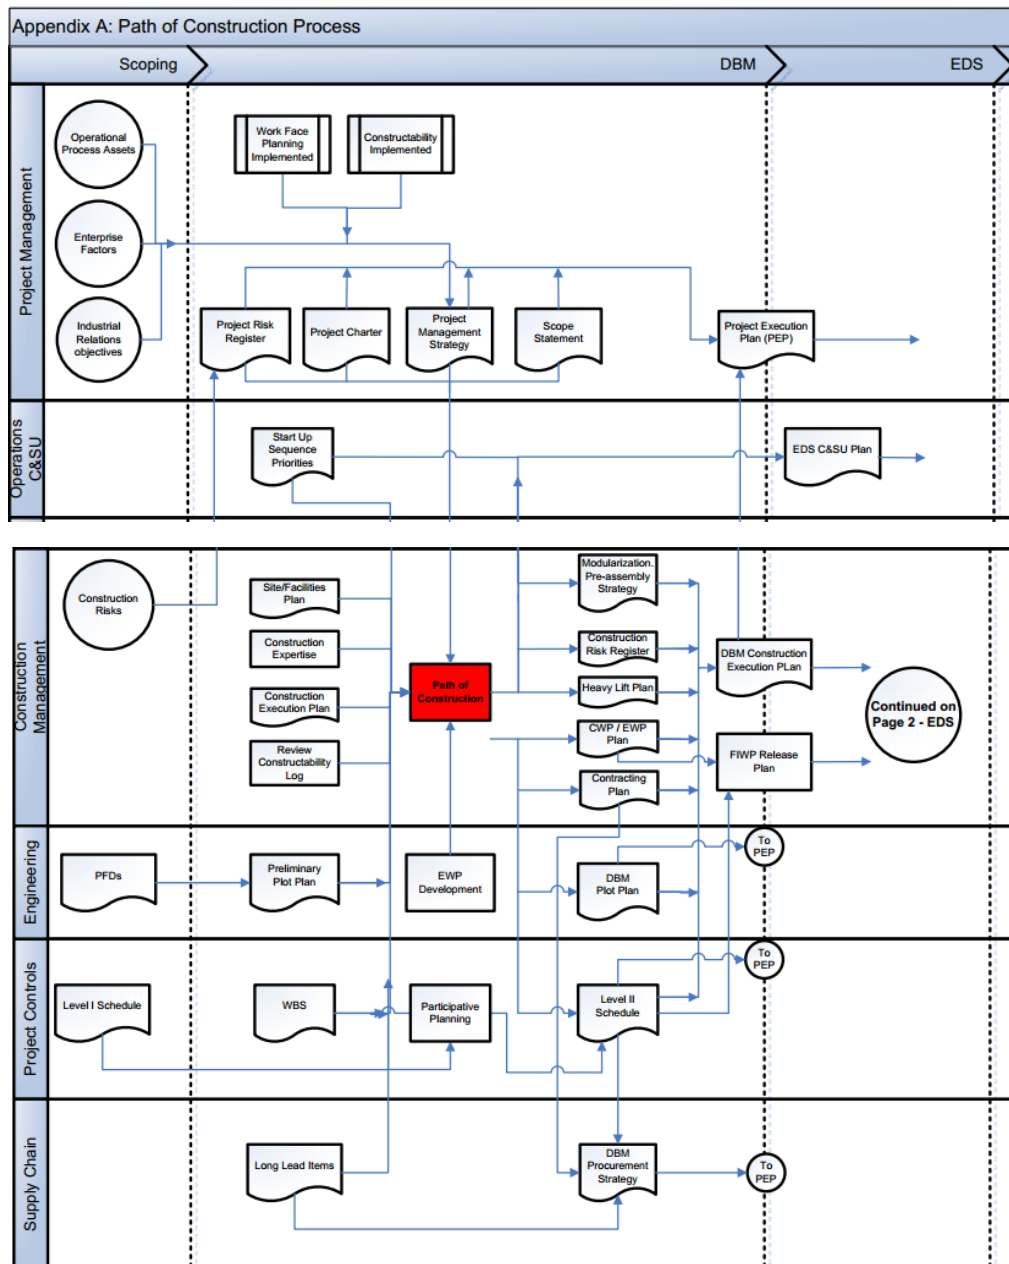 Appendix A: Path of Construction Process
Scoping
DBM
EDS
Project Management
Operational
Process Assets
Work Face
Planning
Implemented
Constructability
Implemented
Enterprise
Factors
Industrial
Relations
objectives
Project Risk
Register
Project Charter
Project
Management
Strategy
Scope
Statement
Project Execution
Plan (PEP)
Operations
C&SU
Start Up
Sequence
Priorities
EDS C&SU Plan
Construction
Management
Construction
Risks
Site/Facilities
Plan
Construction
Expertise
Construction
Execution Plan
Review
Constructability
Log
Path of
Construction
Modularization.
Pre-assembly
Strategy
Construction
Risk Register
Heavy Lift Plan
CWP / EWP
Plan
Contracting
Plan
DBM Construction
Execution PLan
FIWP Release
Plan
Continued on
Page 2 - EDS
Engineering
PFDs
Preliminary
Plot Plan
EWP
Development
DBM
Plot Plan
To
PEP
Project Controls
Level I Schedule
WBS
Participative
Planning
Level II
Schedule
To
PEP
Supply Chain
Long Lead Items
DBM
Procurement
Strategy
To
PEP